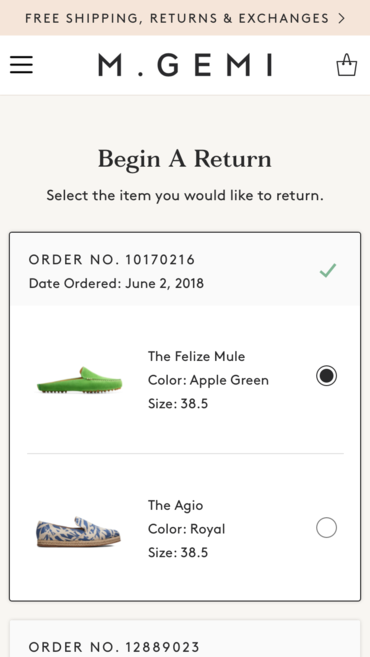 FREE SHIPPING, RETURNS & EXCHANGES
M.GEMI
Begin A Return
Select the item you would like to return.
ORDER NO. 10170216
Date Ordered: June 2, 2018
The Felize Mule
Color: Apple Green
Size: 38.5
The Agio
Color: Royal
Size: 38.5
ORDER NO. 12889023